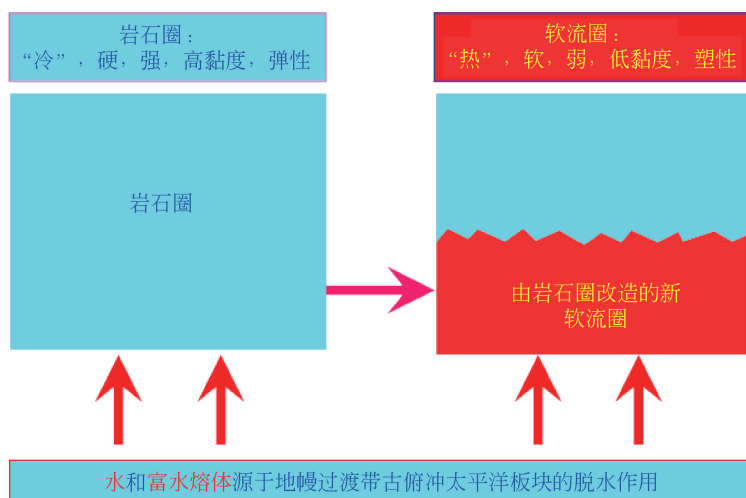 岩石圈：
“冷”，硬，强，高黏度，弹性
软流圈：
“热”，软，弱，低黏度，塑性
岩石圈
由岩石圈改造的新
软流圈
水和富水熔体源于地幔过渡带古俯冲太平洋板块的脱水作用